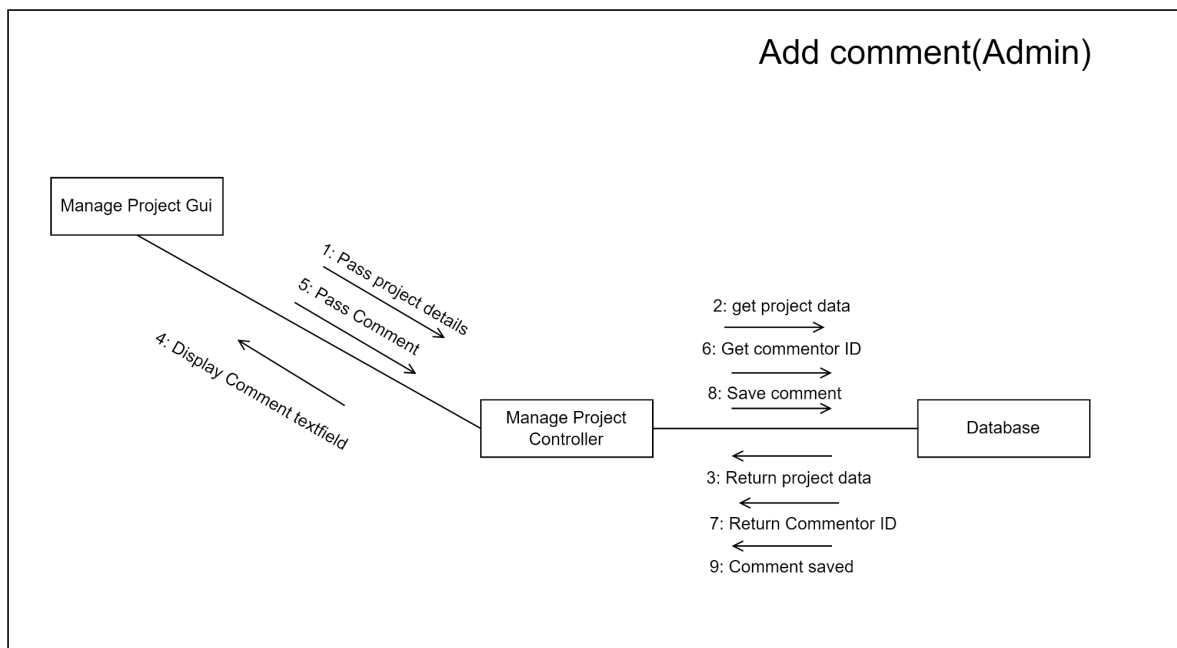 Add comment(Admin)
Manage Project Gui
1: Pass project details
5: Pass Comment
4: Display Comment textfield
2: get project data
6: Get commentor ID
8: Save comment
Manage Project
Controller
Database
3: Return project data
7: Return Commentor ID
9: Comment saved